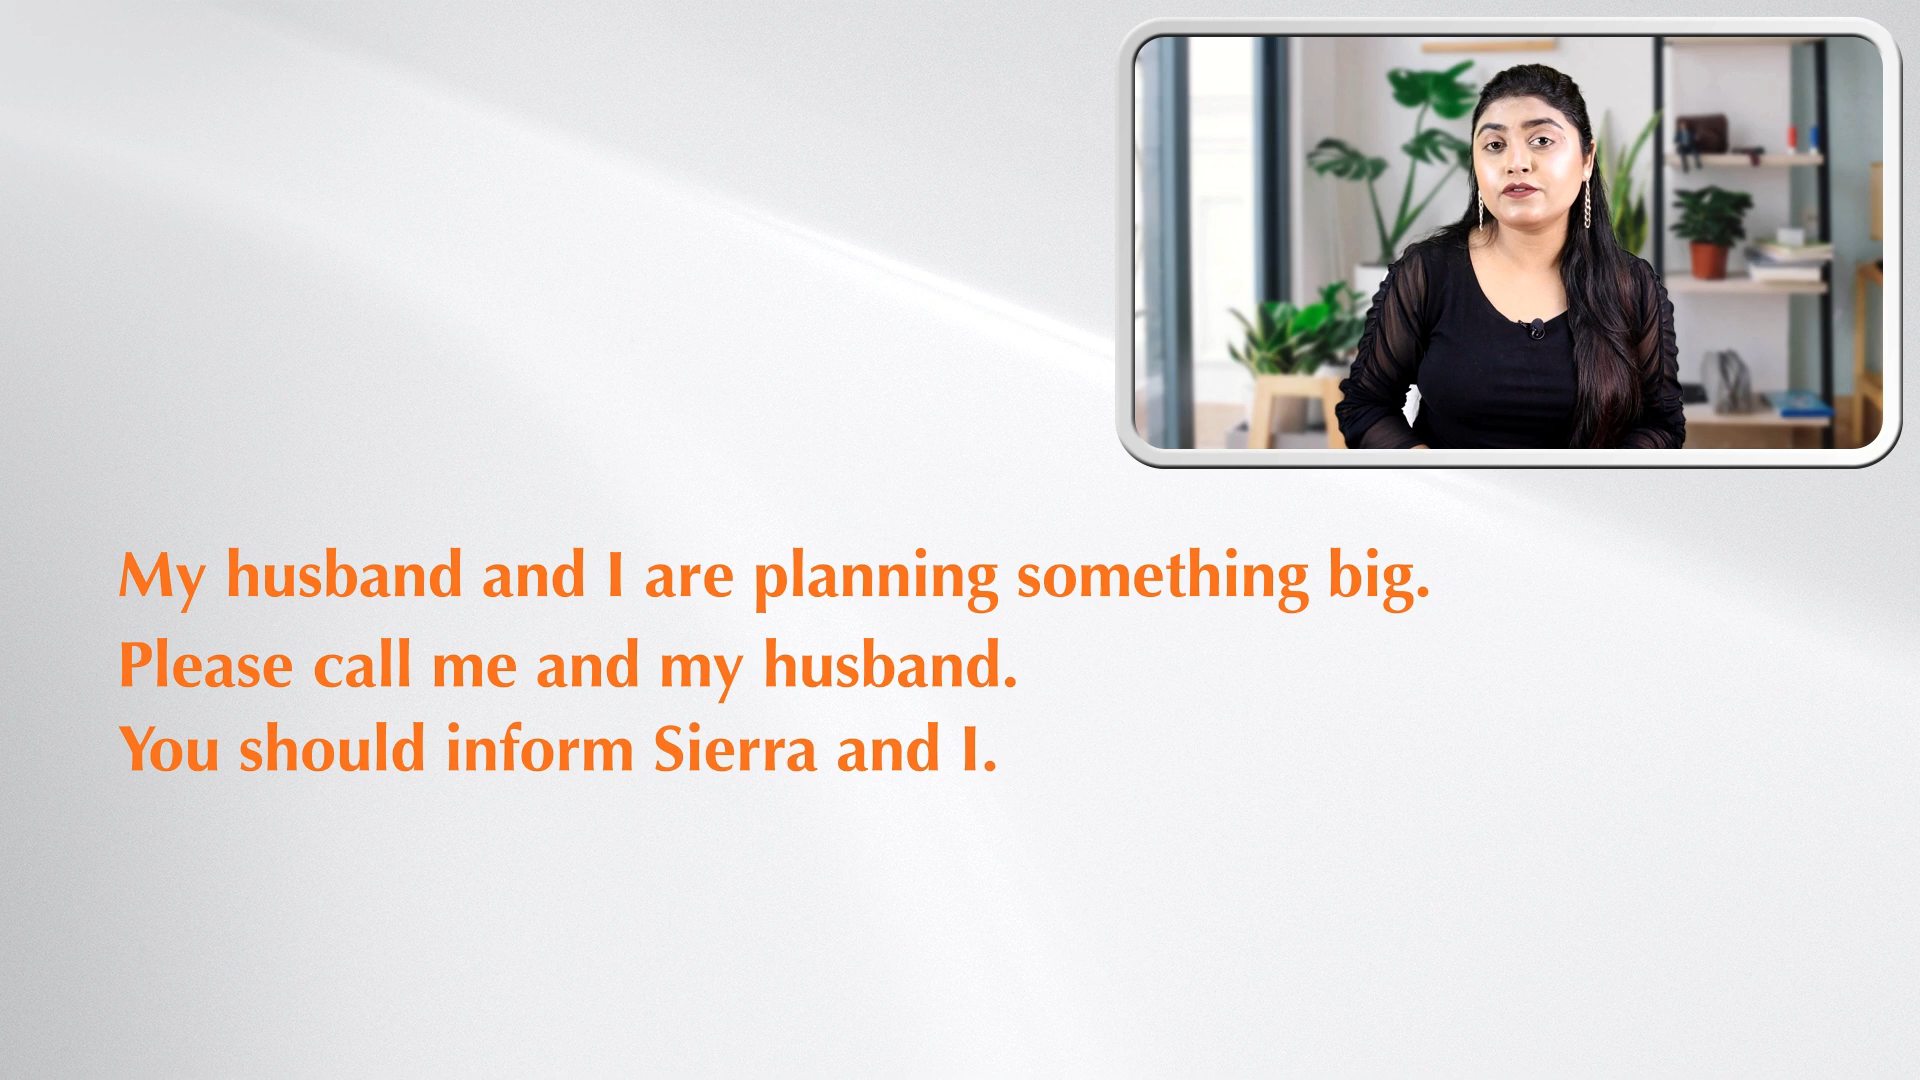 My husband and I are planning something big.
Please call me and my husband.
You should inform Sierra and I.